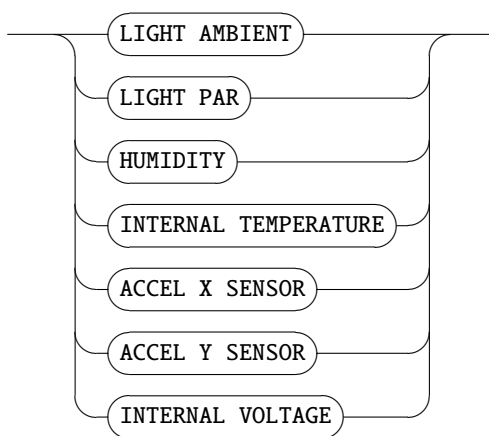 LIGHT AMBIENT
LIGHT PAR
HUMIDITY
INTERNAL TEMPERATURE
ACCEL X SENSOR
ACCEL Y SENSOR
INTERNAL VOLTAGE